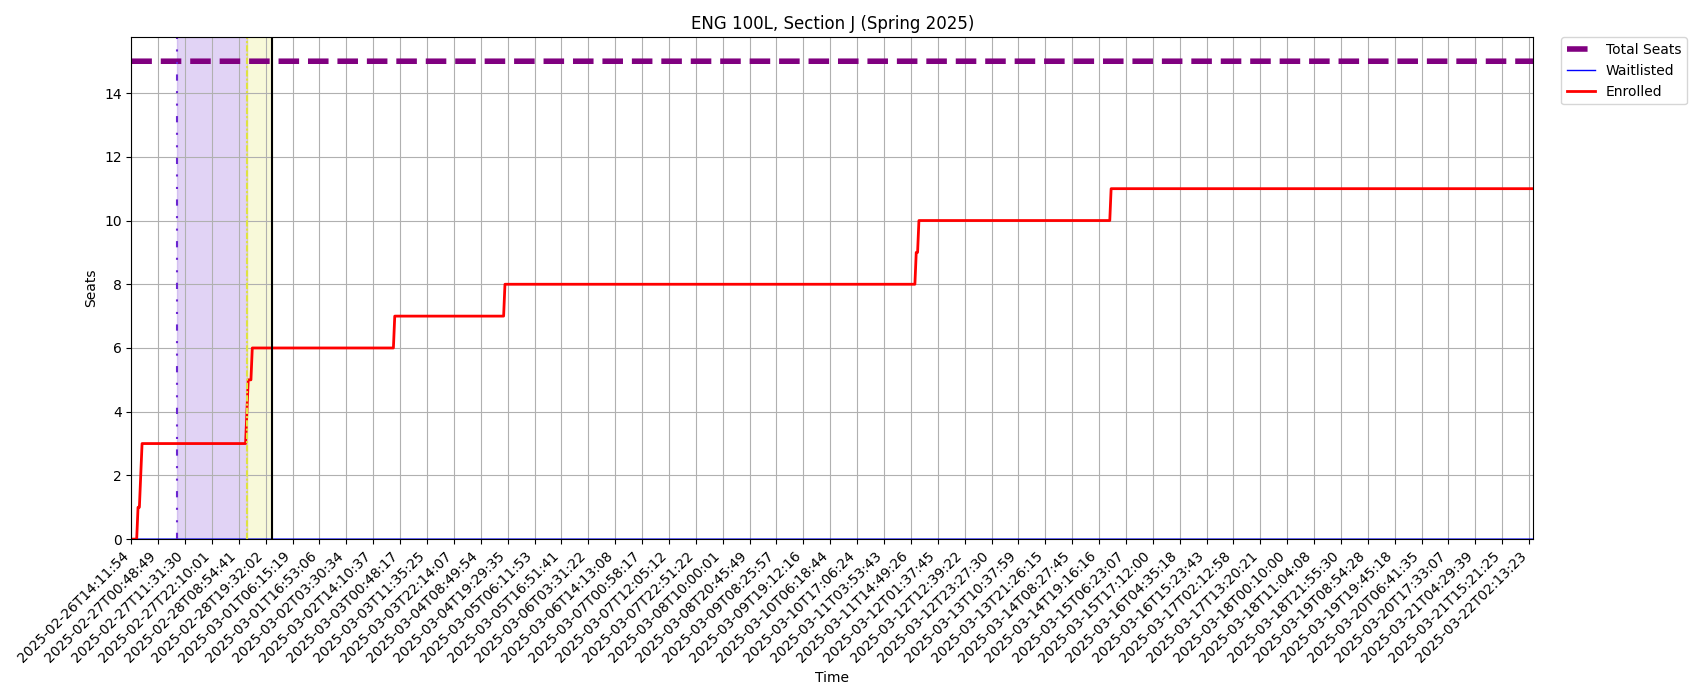 ENG 100L, Section J (Spring 2025)
Total Seats
Waitlisted
Enrolled
Seats
14
12
10
8
6
4
2
0
2025-02-26T14:11:54
2025-02-27T00:48:49
2025-02-27T11:31:30
2025-02-27T22:10:01
2025-02-28T08:54:41
2025-02-28T19:32:02
2025-03-01T06:15:19
2025-03-01T16:53:06
2025-03-02T03:30:34
2025-03-02T14:10:37
2025-03-03T00:48:17
2025-03-03T11:35:25
2025-03-03T22:14:07
2025-03-04T08:49:54
2025-03-04T19:29:35
2025-03-05T06:11:53
2025-03-05T16:51:41
2025-03-06T03:31:22
2025-03-06T14:13:08
2025-03-07T00:58:17
2025-03-07T12:05:12
2025-03-07T22:51:22
2025-03-08T10:00:01
2025-03-08T20:45:49
2025-03-09T08:25:57
2025-03-09T19:12:16
2025-03-10T06:18:44
2025-03-10T17:06:24
2025-03-11T03:53:43
2025-03-11T14:49:26
2025-03-12T01:37:45
2025-03-12T12:39:22
2025-03-12T23:27:30
2025-03-13T10:37:59
2025-03-13T21:26:15
2025-03-14T08:27:45
2025-03-14T19:16:16
2025-03-15T06:23:07
2025-03-15T17:12:00
2025-03-16T04:35:18
2025-03-16T15:23:43
2025-03-17T02:12:58
2025-03-17T13:20:21
2025-03-18T00:10:00
2025-03-18T11:04:08
2025-03-18T21:55:30
2025-03-19T08:54:28
2025-03-19T19:45:18
2025-03-20T06:41:35
2025-03-20T17:33:07
2025-03-21T04:29:39
2025-03-21T15:21:25
2025-03-22T02:13:23
Time